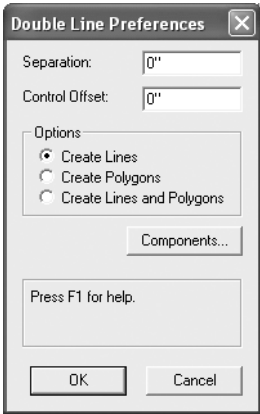 Double Line Preferences
Separation: 0"
Control Offset: 0"
Options
Create Lines
Create Polygons
Create Lines and Polygons
Components...
Press F1 for help.
OK Cancel